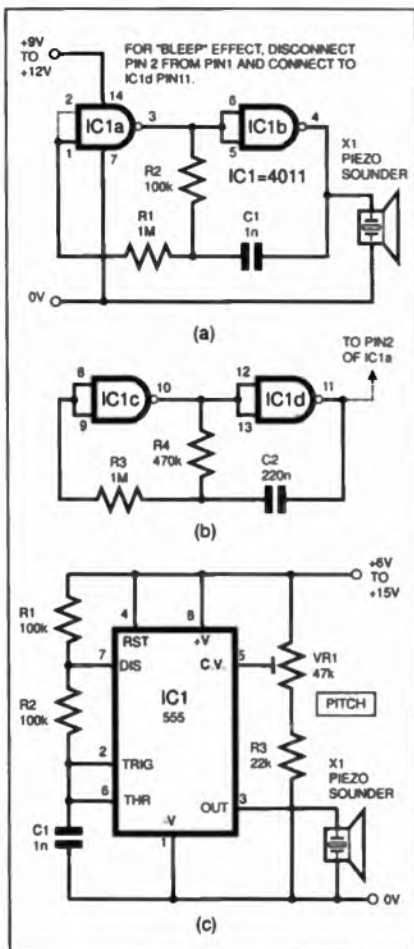 +9V
TO
+12V
FOR "BLEEP" EFFECT, DISCONNECT
PIN 2 FROM PIN1 AND CONNECT TO
IC1d PIN11.
2
1
14
IC1a
7
3
6
5
IC1b
4
IC1=4011
R2
100k
R1
1M
C1
1n
X1
PIEZO
SOUNDER
0V
(a)
8
9
IC1c
10
12
13
IC1d
11
TO PIN2
OF IC1a
R4
470k
R3
1M
C2
220n
(b)
+6V
TO
+15V
R1
100k
4
RST
8
+V
7
DIS
C.V.
5
VR1
47k
R2
100k
IC1
555
PITCH
2
TRIG
6
THR
R3
22k
OUT
3
X1
PIEZO
SOUNDER
C1
1n
-V
1
0V
(c)